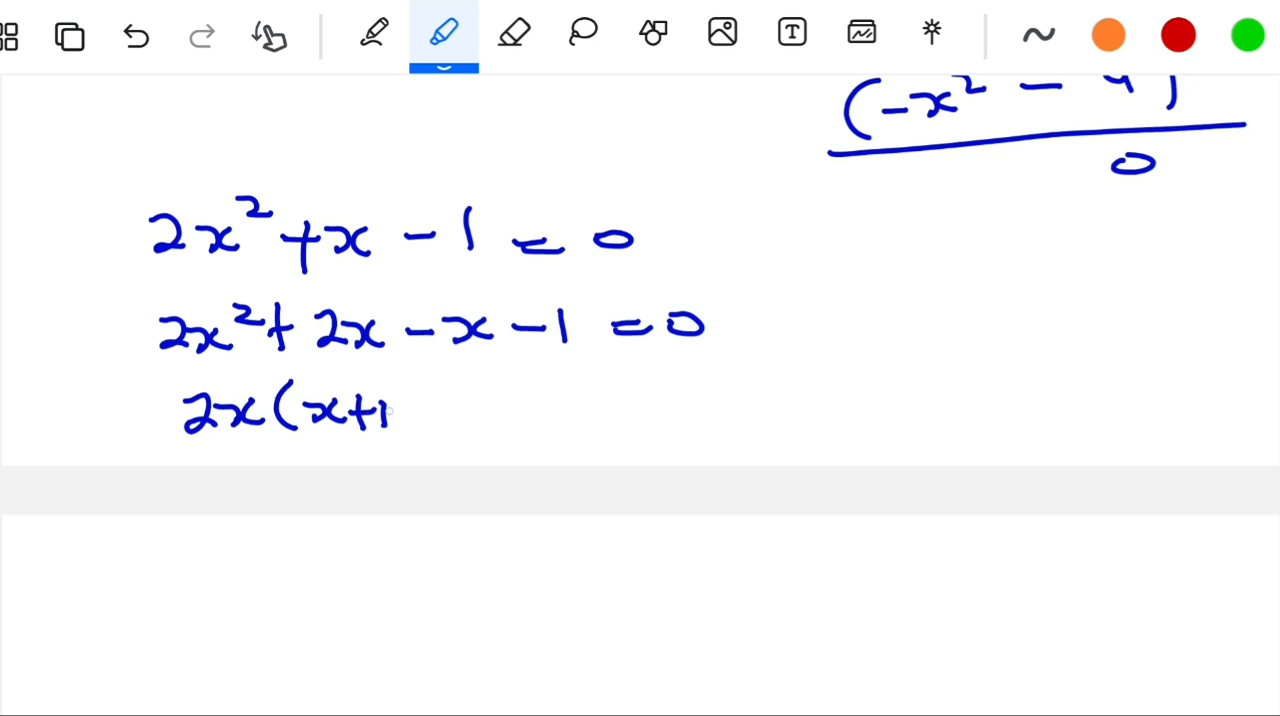 (-x² - 4)
0
2x² + x - 1 = 0
2x² + 2x - x - 1 = 0
2x(x+1